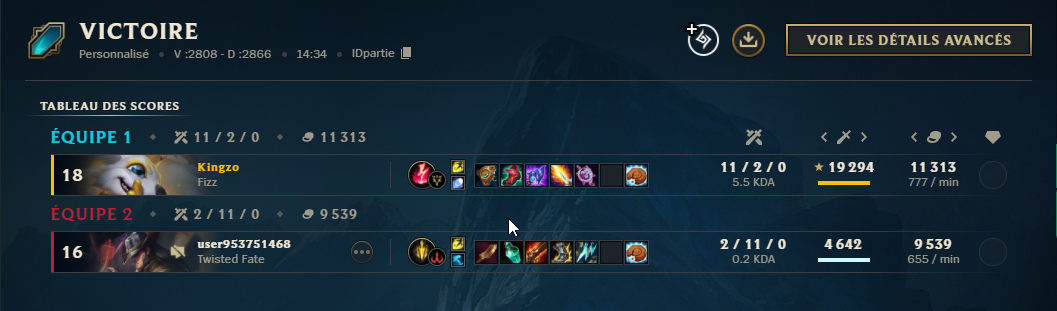 VICTOIRE
Personnalisé • V :2808 - D :2866 • 14:34 • IDpartie
VOIR LES DÉTAILS AVANCÉS
TABLEAU DES SCORES
ÉQUIPE 1 • 11 / 2 / 0 • 11 313
18 Kingzo 11 / 2 / 0 ★ 19 294 11 313
Fizz 5.5 KDA 777 / min
ÉQUIPE 2 • 2 / 11 / 0 • 9 539
16 user953751468 2 / 11 / 0 4 642 9 539
Twisted Fate 0.2 KDA 655 / min